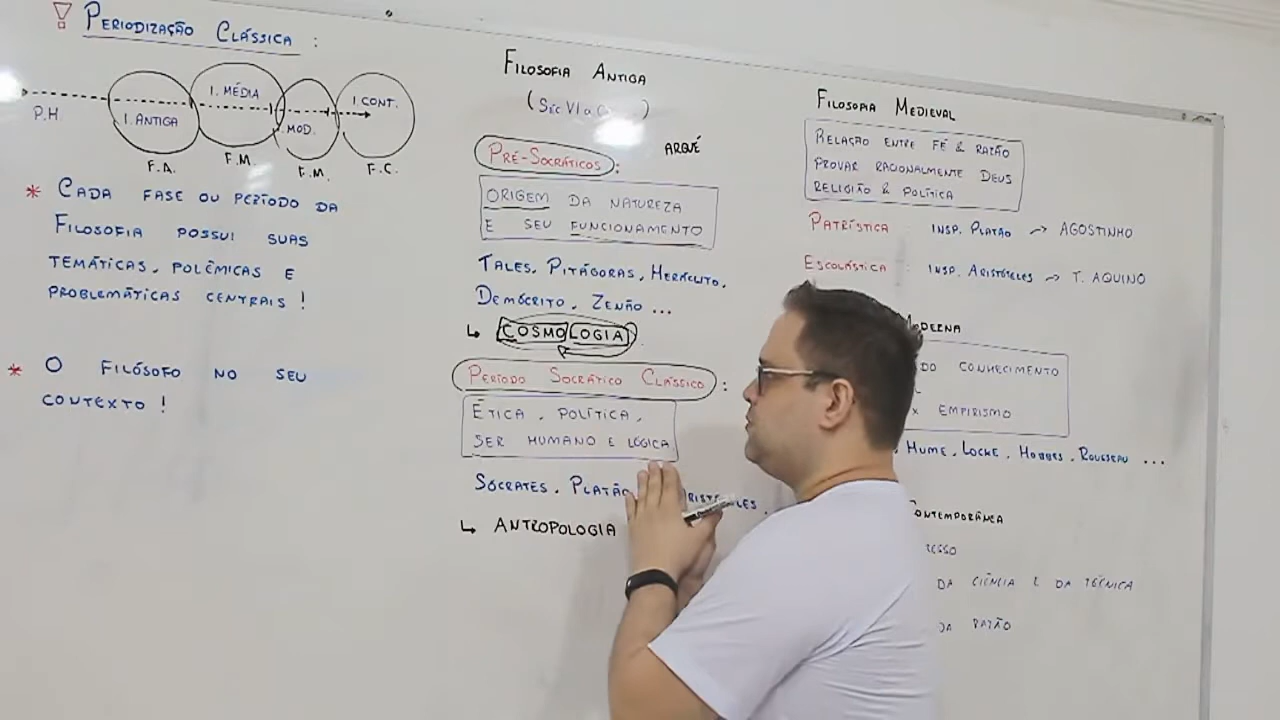 ! PERIODIZAÇÃO CLÁSSICA :
P.H
I. ANTIGA
I. MÉDIA
MOD.
I CONT.
F.A.
F.M.
F.M.
F.C.
* CADA FASE OU PERÍODO DA
FILOSOFIA POSSUI SUAS
TEMÁTICAS, POLÊMICAS E
PROBLEMÁTICAS CENTRAIS !
* O FILÓSOFO NO SEU
CONTEXTO !
FILOSOFIA ANTIGA
(SÉC VI a
PRÉ-SOCRÁTICOS :
ARQUÉ
ORIGEM DA NATUREZA
E SEU FUNCIONAMENTO
TALES, PITÁGORAS, HERÁCLITO,
DEMÓCRITO, ZENÃO ...
↳ COSMOLOGIA
PERÍODO SOCRÁTICO CLÁSSICO :
ÉTICA, POLÍTICA,
SER HUMANO E LÓGICA
SÓCRATES, PLATÃO
↳ ANTROPOLOGIA
FILOSOFIA MEDIEVAL
RELAÇÃO ENTRE FÉ & RAZÃO
PROVAR RACIONALMENTE DEUS
RELIGIÃO & POLÍTICA
PATRÍSTICA : INSP. PLATÃO → AGOSTINHO
ESCOLÁSTICA : INSP. ARISTÓTELES → T. AQUINO
DO CONHECIMENTO
x EMPIRISMO
HUME, LOCKE, HOBBES, ROUSSEAU ...
DA CIÊNCIA E DA TÉCNICA
DA RAZÃO